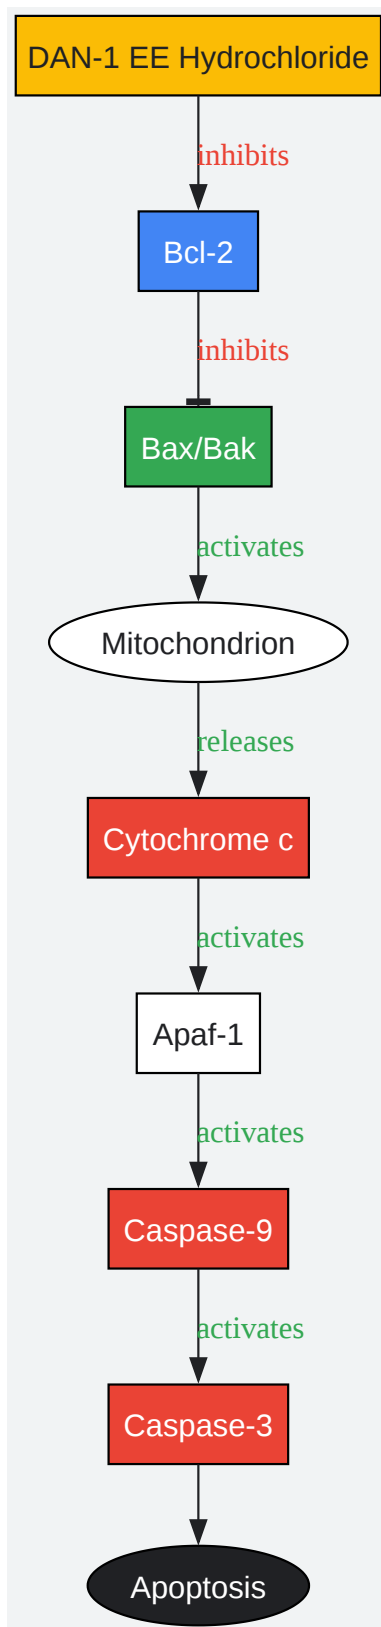 DAN-1 EE Hydrochloride
inhibits
Bcl-2
inhibits
Bax/Bak
activates
Mitochondrion
releases
Cytochrome c
activates
Apaf-1
activates
Caspase-9
activates
Caspase-3
Apoptosis